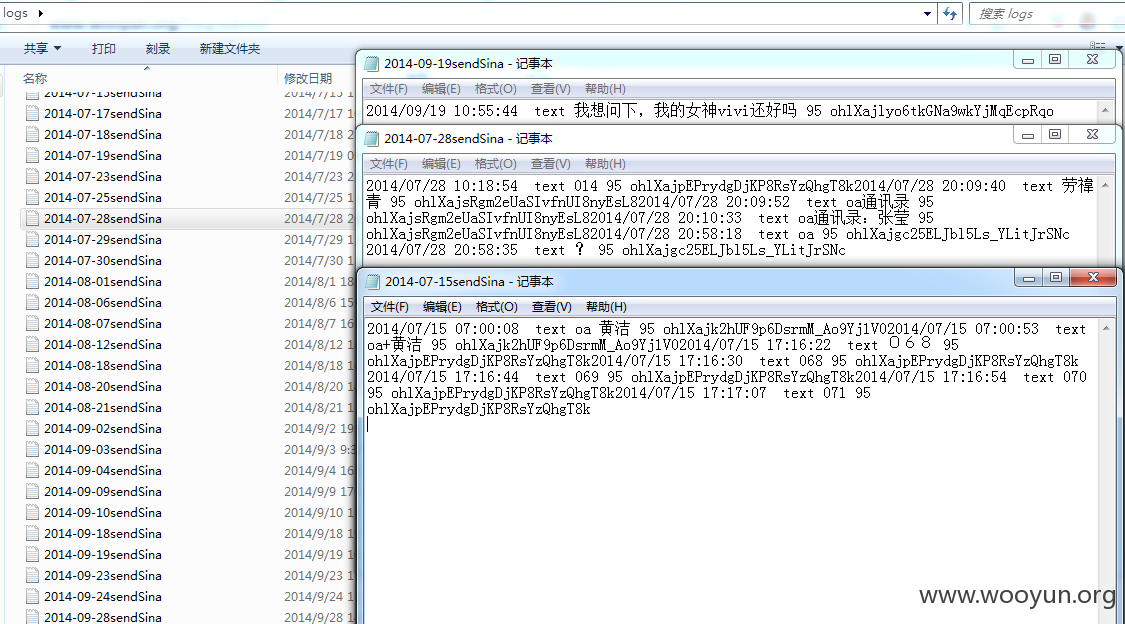 logs
搜索 logs
共享 打印 刻录 新建文件夹
名称 修改日期
2014-07-15sendSina 2014/7/15 1
2014-07-17sendSina 2014/7/17 1
2014-07-18sendSina 2014/7/18 2
2014-07-19sendSina 2014/7/19 0
2014-07-23sendSina 2014/7/23 2
2014-07-25sendSina 2014/7/25 1
2014-07-28sendSina 2014/7/28 2
2014-07-29sendSina 2014/7/29 1
2014-07-30sendSina 2014/7/30 1
2014-08-01sendSina 2014/8/1 18
2014-08-06sendSina 2014/8/6 15
2014-08-07sendSina 2014/8/7 16
2014-08-12sendSina 2014/8/12
2014-08-18sendSina 2014/8/18
2014-08-20sendSina 2014/8/20
2014-08-21sendSina 2014/8/21
2014-09-02sendSina 2014/9/2 19
2014-09-03sendSina 2014/9/3 9:3
2014-09-04sendSina 2014/9/4 16
2014-09-09sendSina 2014/9/9 17
2014-09-10sendSina 2014/9/10
2014-09-18sendSina 2014/9/18
2014-09-19sendSina 2014/9/19
2014-09-23sendSina 2014/9/23
2014-09-24sendSina 2014/9/24
2014-09-28sendSina 2014/9/28
2014-09-19sendSina - 记事本
文件(F) 编辑(E) 格式(O) 查看(V) 帮助(H)
2014/09/19 10:55:44 text 我想问下，我的女神vivi还好吗 95 ohlXajlyo6tkGNa9wkYjMqEcpRqo
2014-07-28sendSina - 记事本
文件(F) 编辑(E) 格式(O) 查看(V) 帮助(H)
2014/07/28 10:18:54 text 014 95 ohlXajpEPrydgDjKP8RsYzQhgT8k2014/07/28 20:09:40 text 劳禕
青 95 ohlXajsRgm2eUaSIvfnUI8nyEsL82014/07/28 20:09:52 text oa通讯录 95
ohlXajsRgm2eUaSIvfnUI8nyEsL82014/07/28 20:10:33 text oa通讯录：张莹 95
ohlXajsRgm2eUaSIvfnUI8nyEsL82014/07/28 20:58:18 text oa 95 ohlXajgc25ELJbl5Ls_YLitJrSNc
2014/07/28 20:58:35 text ？ 95 ohlXajgc25ELJbl5Ls_YLitJrSNc
2014-07-15sendSina - 记事本
文件(F) 编辑(E) 格式(O) 查看(V) 帮助(H)
2014/07/15 07:00:08 text oa 黄洁 95 ohlXajk2hUF9p6DsrmM_Ao9Yj1V02014/07/15 07:00:53 text
oa+黄洁 95 ohlXajk2hUF9p6DsrmM_Ao9Yj1V02014/07/15 17:16:22 text ０６８ 95
ohlXajpEPrydgDjKP8RsYzQhgT8k2014/07/15 17:16:30 text 068 95 ohlXajpEPrydgDjKP8RsYzQhgT8k
2014/07/15 17:16:44 text 069 95 ohlXajpEPrydgDjKP8RsYzQhgT8k2014/07/15 17:16:54 text 070
95 ohlXajpEPrydgDjKP8RsYzQhgT8k2014/07/15 17:17:07 text 071 95
ohlXajpEPrydgDjKP8RsYzQhgT8k
www.wooyun.org